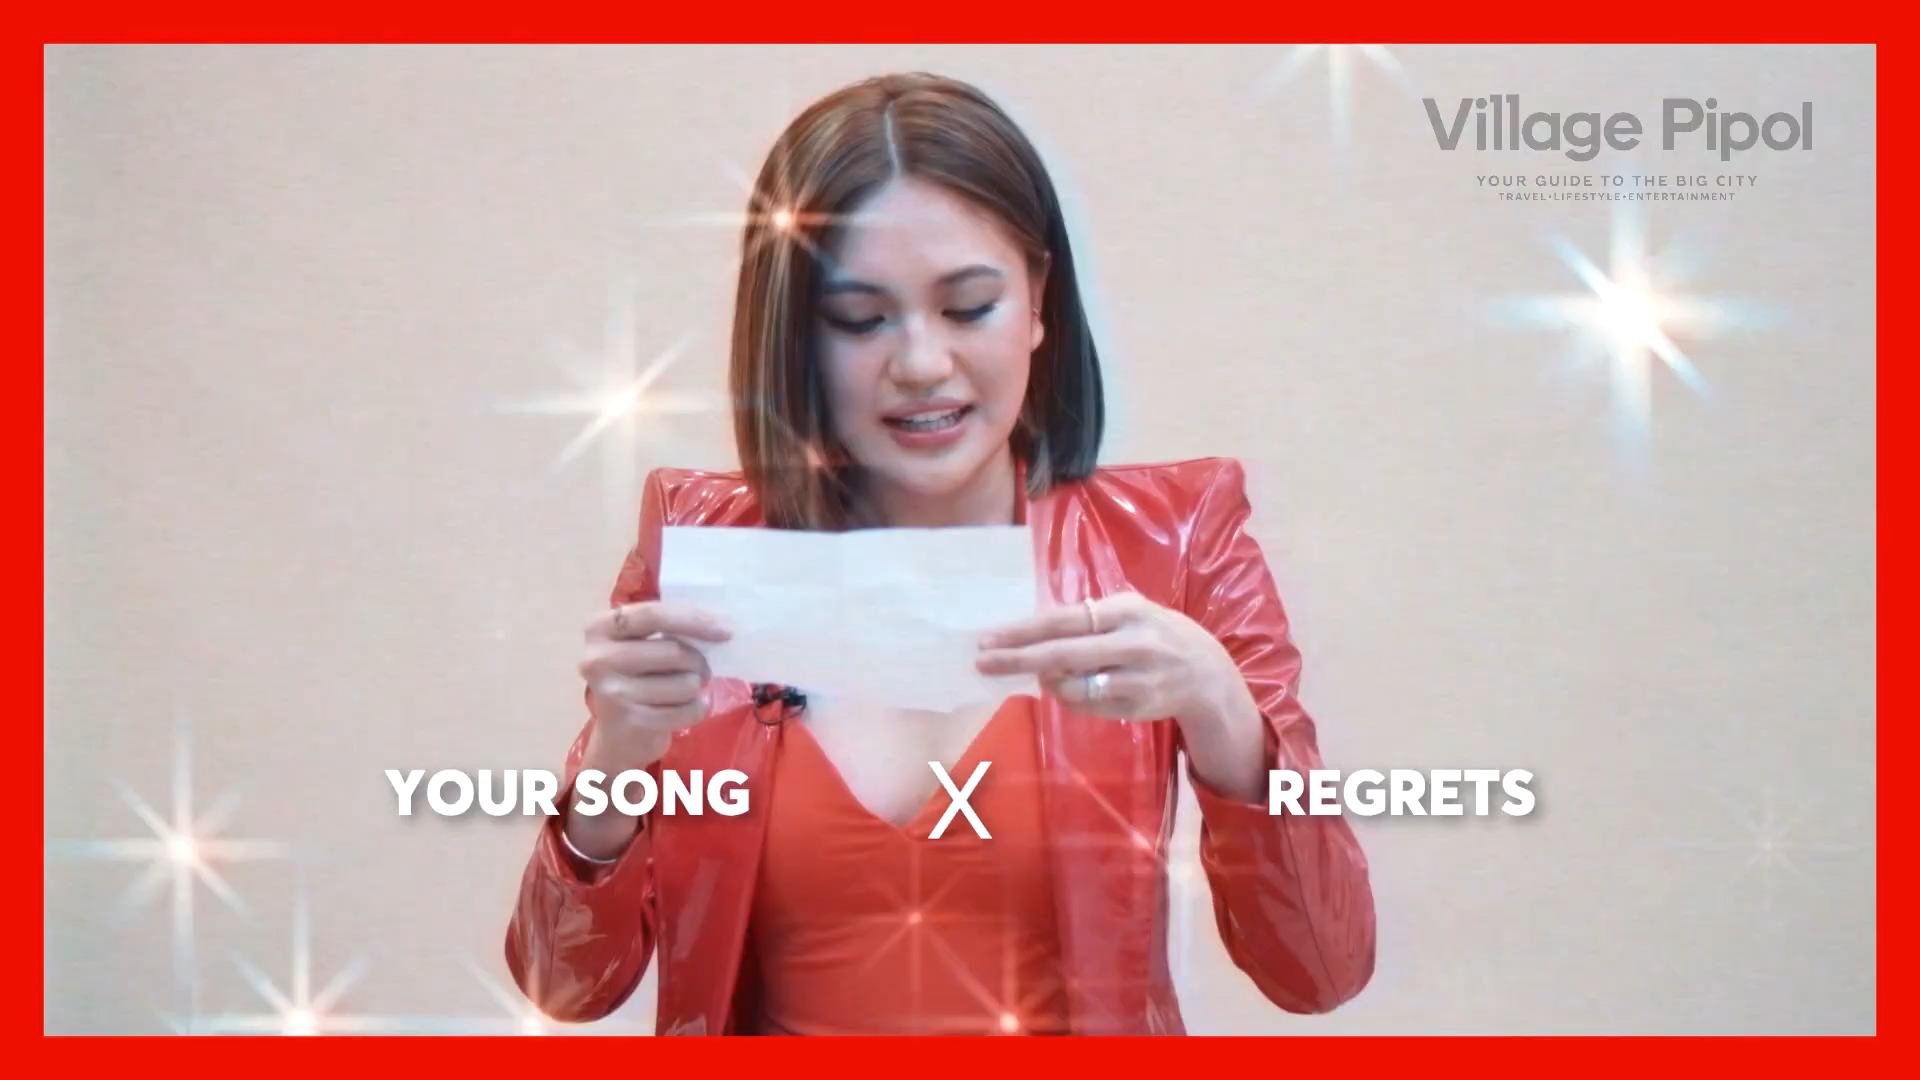 Village Pipol
YOUR GUIDE TO THE BIG CITY
TRAVEL•LIFESTYLE•ENTERTAINMENT
YOUR SONG X REGRETS